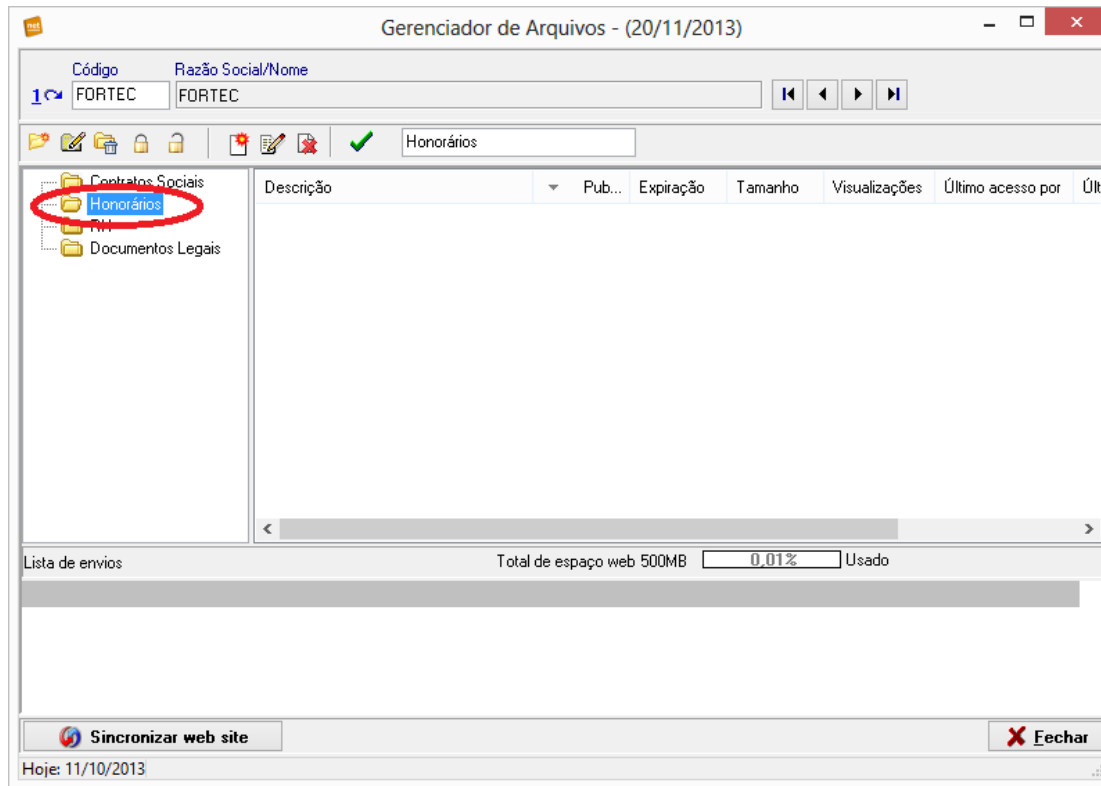 net
Gerenciador de Arquivos - (20/11/2013)
Código Razão Social/Nome
1 FORTEC FORTEC
Honorários
Contratos Sociais
Honorários
RH
Documentos Legais
Descrição Pub... Expiração Tamanho Visualizações Último acesso por Últ
Lista de envios Total de espaço web 500MB 0,01% Usado
Sincronizar web site Fechar
Hoje: 11/10/2013